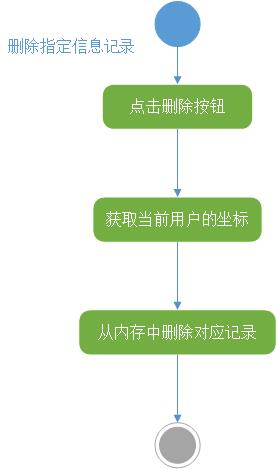 删除指定信息记录
点击删除按钮
获取当前用户的坐标
从内存中删除对应记录